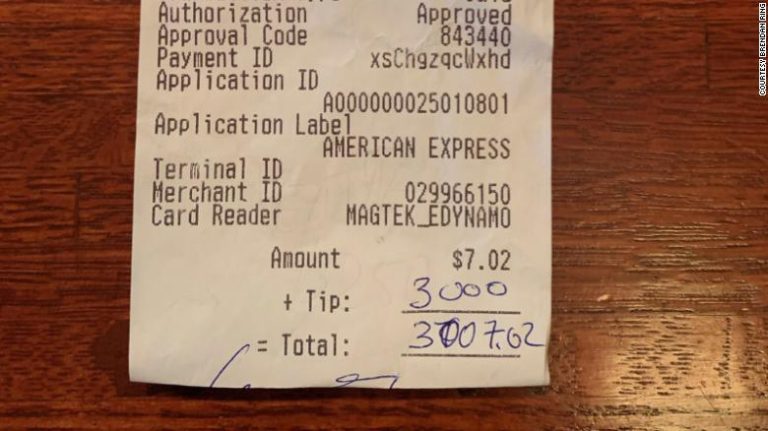 Authorization Approved
Approval Code 843440
Payment ID xsChgzqcWxhd
Application ID
A000000025010801
Application Label
AMERICAN EXPRESS
Terminal ID
Merchant ID 029966150
Card Reader MAGTEK_EDYNAMO
Amount $7.02
+ Tip: 3000
= Total: 3007.02
COURTESY BRENDAN RING